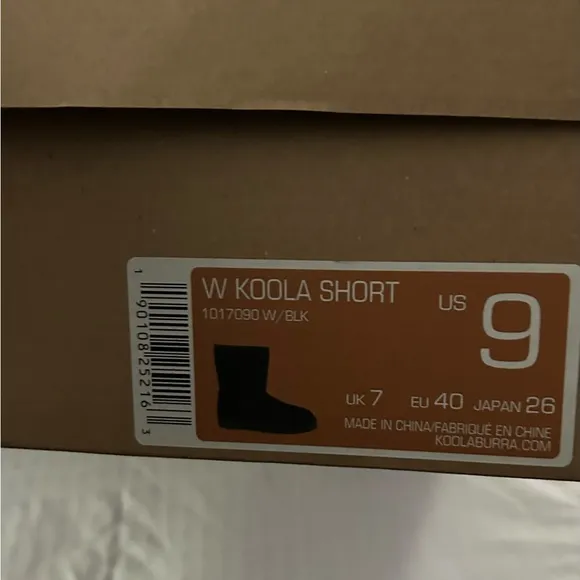 W KOOLA SHORT
1017090 W/BLK
US 9
UK 7 EU 40 JAPAN 26
MADE IN CHINA/FABRIQUÉ EN CHINE
KOOLABURRA.COM
1 90108 25216 3